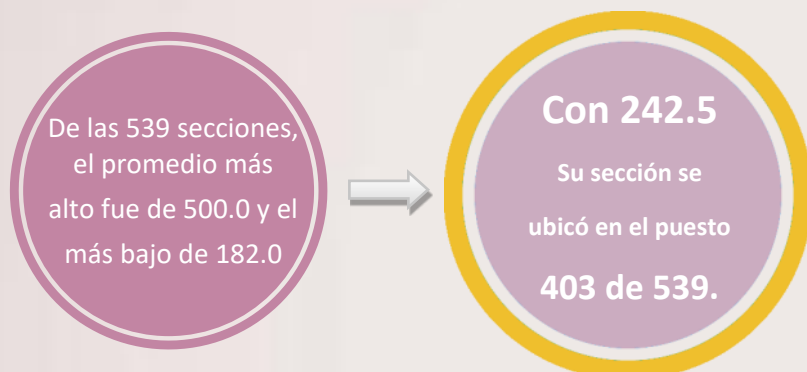 De las 539 secciones,
el promedio más
alto fue de 500.0 y el
más bajo de 182.0
Con 242.5
Su sección se
ubicó en el puesto
403 de 539.